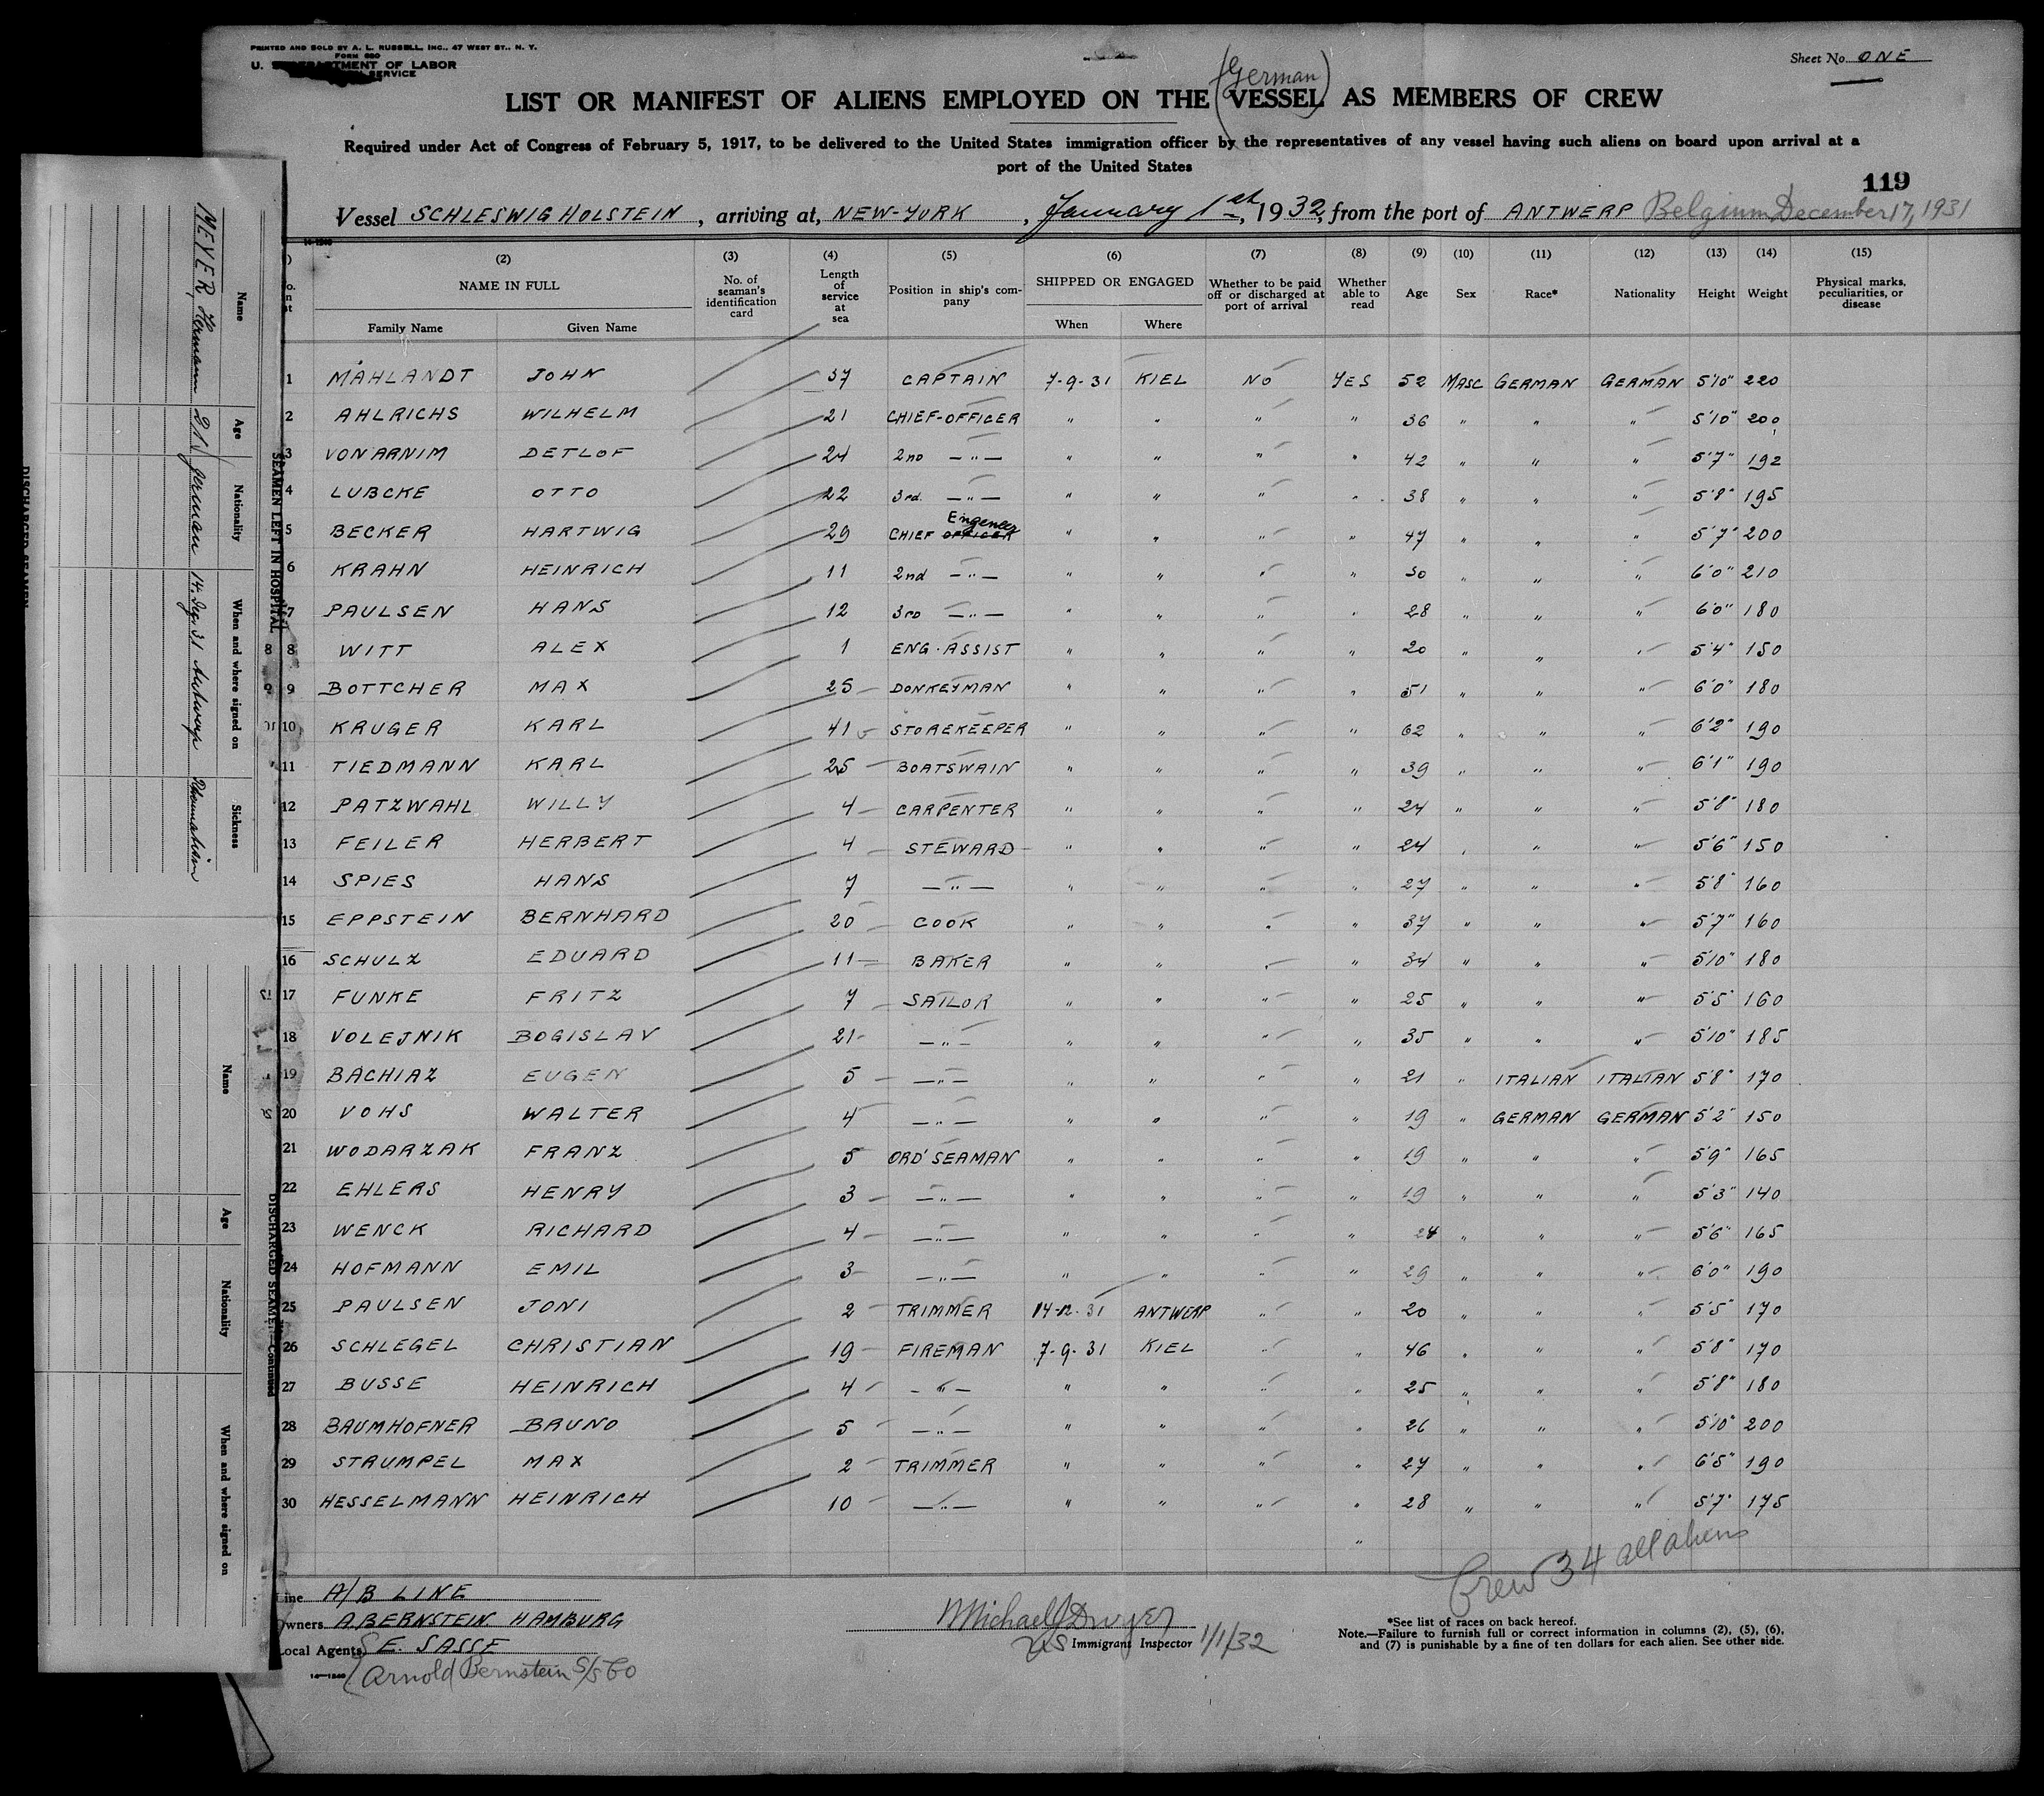 PRINTED AND SOLD BY A. L. RUSSELL, INC., 47 WEST ST., N. Y.
FORM 680
U. S. DEPARTMENT OF LABOR
SERVICE
Sheet No. ONE
(German)
LIST OR MANIFEST OF ALIENS EMPLOYED ON THE VESSEL AS MEMBERS OF CREW
Required under Act of Congress of February 5, 1917, to be delivered to the United States immigration officer by the representatives of any vessel having such aliens on board upon arrival at a
port of the United States
119
Vessel SCHLESWIG HOLSTEIN, arriving at, NEW-YORK, January 1st, 1932, from the port of ANTWERP Belgium, December 17, 1931
(2) (3) (4) (5) (6) (7) (8) (9) (10) (11) (12) (13) (14) (15)
NAME IN FULL No. of seaman's identification card Length of service at sea Position in ship's company SHIPPED OR ENGAGED Whether to be paid off or discharged at port of arrival Whether able to read Age Sex Race* Nationality Height Weight Physical marks, peculiarities, or disease
Family Name Given Name When Where
1 MAHLANDT JOHN 37 CAPTAIN 7-9-31 KIEL NO YES 52 MASC GERMAN GERMAN 5'10" 220
2 AHLRICHS WILHELM 21 CHIEF-OFFICER " " " " 36 " " " 5'10" 200
3 VON ARNIM DETLOF 24 2ND —"— " " " " 42 " " " 5'7" 192
4 LUBCKE OTTO 22 3rd. —"— " " " " 38 " " " 5'8" 195
5 BECKER HARTWIG 29 CHIEF OFFICER Engeneer " " " " 47 " " " 5'7" 200
6 KRAHN HEINRICH 11 2nd —"— " " " " 30 " " " 6'0" 210
7 PAULSEN HANS 12 3RD —"— " " " " 28 " " " 6'0" 180
8 WITT ALEX 1 ENG. ASSIST " " " " 20 " " " 5'4" 150
9 BOTTCHER MAX 25 DONKEYMAN " " " " 51 " " " 6'0" 180
10 KRUGER KARL 41 STOREKEEPER " " " " 62 " " " 6'2" 190
11 TIEDMANN KARL 25 BOATSWAIN " " " " 39 " " " 6'1" 190
12 PATZWAHL WILLY 4 CARPENTER " " " " 24 " " " 5'8" 180
13 FEILER HERBERT 4 STEWARD " " " " 24 " " " 5'6" 150
14 SPIES HANS 7 —"— " " " " 27 " " " 5'8" 160
15 EPPSTEIN BERNHARD 20 COOK " " " " 37 " " " 5'7" 160
16 SCHULZ EDUARD 11 BAKER " " " " 34 " " " 5'10" 180
17 FUNKE FRITZ 7 SAILOR " " " " 25 " " " 5'5" 160
18 VOLEJNIK BOGISLAV 21 —"— " " " " 35 " " " 5'10" 185
19 BACHIAZ EUGEN 5 —"— " " " " 21 " ITALIAN ITALIAN 5'8" 170
20 VOHS WALTER 4 —"— " " " " 19 " GERMAN GERMAN 5'2" 150
21 WODARZAK FRANZ 5 ORD' SEAMAN " " " " 19 " " " 5'9" 165
22 EHLERS HENRY 3 —"— " " " " 19 " " " 5'3" 140
23 WENCK RICHARD 4 —"— " " " " 24 " " " 5'6" 165
24 HOFMANN EMIL 3 —"— " " " " 29 " " " 6'0" 190
25 PAULSEN JONI 2 TRIMMER 14-12-31 ANTWERP " " 20 " " " 5'5" 170
26 SCHLEGEL CHRISTIAN 19 FIREMAN 7-9-31 KIEL " " 46 " " " 5'8" 170
27 BUSSE HEINRICH 4 —"— " " " " 25 " " " 5'8" 180
28 BAUMHOFNER BRUNO 5 —"— " " " " 26 " " " 5'10" 200
29 STRUMPEL MAX 2 TRIMMER " " " " 27 " " " 6'5" 190
30 HESSELMANN HEINRICH 10 —"— " " " " 28 " " " 5'7" 175
"
Crew 34 all aliens
Line A/B LINE
Owners A. BERNSTEIN HAMBURG
Local Agents E. SASSE
(Arnold Bernstein S/S Co
Michael J Dwyer
US Immigrant Inspector 1/1/32
*See list of races on back hereof.
Note.—Failure to furnish full or correct information in columns (2), (5), (6),
and (7) is punishable by a fine of ten dollars for each alien. See other side.
SEAMEN LEFT IN HOSPITAL
Name Age Nationality When and where signed on Sickness
MEYER, Hermann 21 German 14. Dez. 31 Antwerp
DISCHARGED SEAMEN—Continued
Name Age Nationality When and where signed on